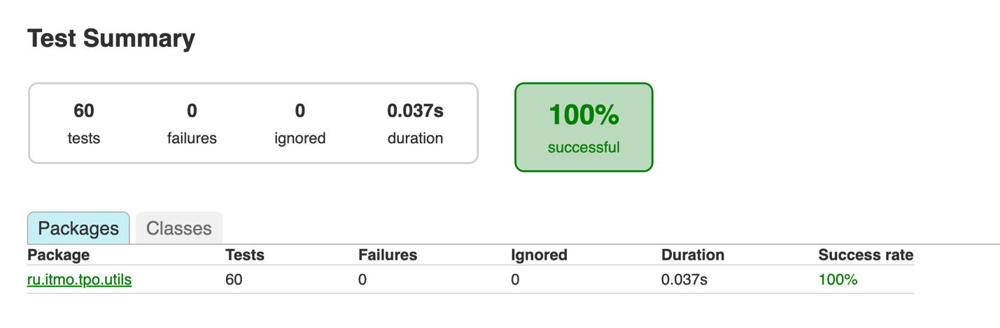 Test Summary
60 0 0 0.037s
tests failures ignored duration
100%
successful
Packages Classes
Package Tests Failures Ignored Duration Success rate
ru.itmo.tpo.utils 60 0 0 0.037s 100%